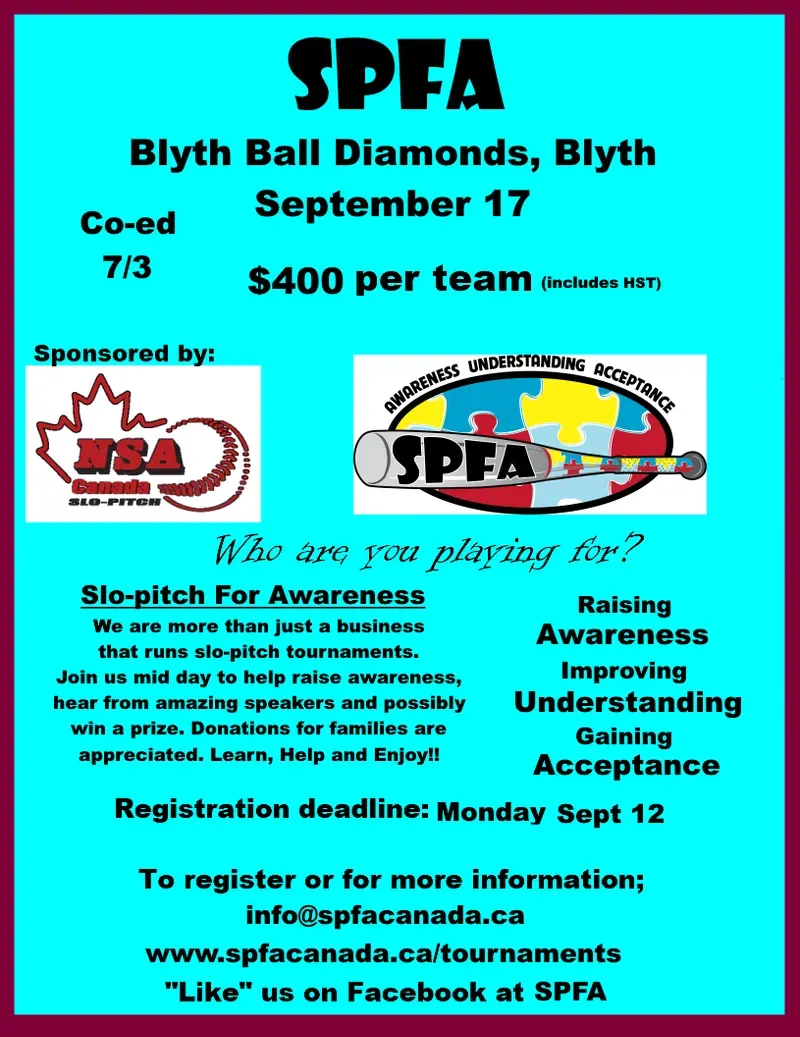 SPFA
Blyth Ball Diamonds, Blyth
September 17
Co-ed
7/3
$400 per team (includes HST)
Sponsored by:
NSA
Canada
SLO-PITCH
AWARENESS UNDERSTANDING ACCEPTANCE
SPFA
Who are you playing for?
Slo-pitch For Awareness
We are more than just a business
that runs slo-pitch tournaments.
Join us mid day to help raise awareness,
hear from amazing speakers and possibly
win a prize. Donations for families are
appreciated. Learn, Help and Enjoy!!
Raising
Awareness
Improving
Understanding
Gaining
Acceptance
Registration deadline: Monday Sept 12
To register or for more information;
info@spfacanada.ca
www.spfacanada.ca/tournaments
"Like" us on Facebook at SPFA